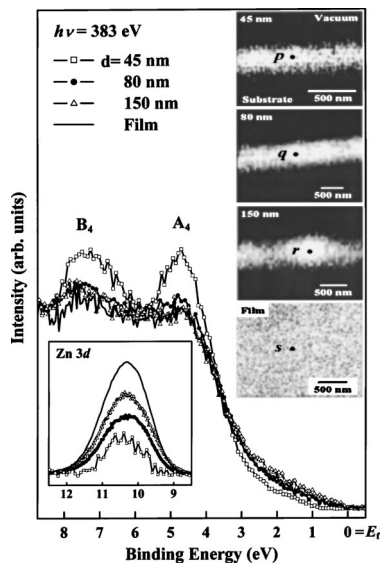 hν = 383 eV
d= 45 nm
80 nm
150 nm
Film
45 nm Vacuum
p
Substrate 500 nm
80 nm
q
500 nm
150 nm
r
500 nm
Film
s
500 nm
B4 A4
Intensity (arb. units)
Zn 3d
12 11 10 9
8 7 6 5 4 3 2 1 0=Ef
Binding Energy (eV)